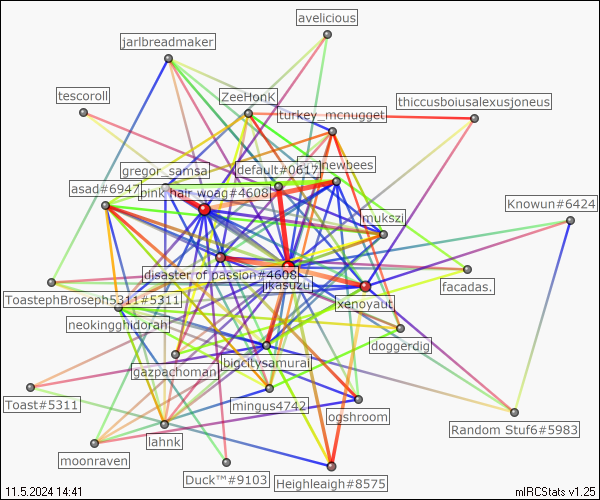 avelicious
jarlbreadmaker
tescoroll
ZeeHonK
thiccusboiusalexusjoneus
turkey_mcnugget
gregor_samsa
default#0617
newbees
asad#6947
pink hair wong#4608
Knowun#6424
mukszi
disaster of passion#4608
jkasuzu
facadas.
ToastephBroseph5311#5311
xenoyaut
neokingghidorah
doggerdig
bigcitysamurai
gazpachoman
Toast#5311
mingus4742
ogshroom
Random Stuf6#5983
lahnk
moonraven
Duck™#9103
Heighleaigh#8575
11.5.2024 14:41
mIRCStats v1.25